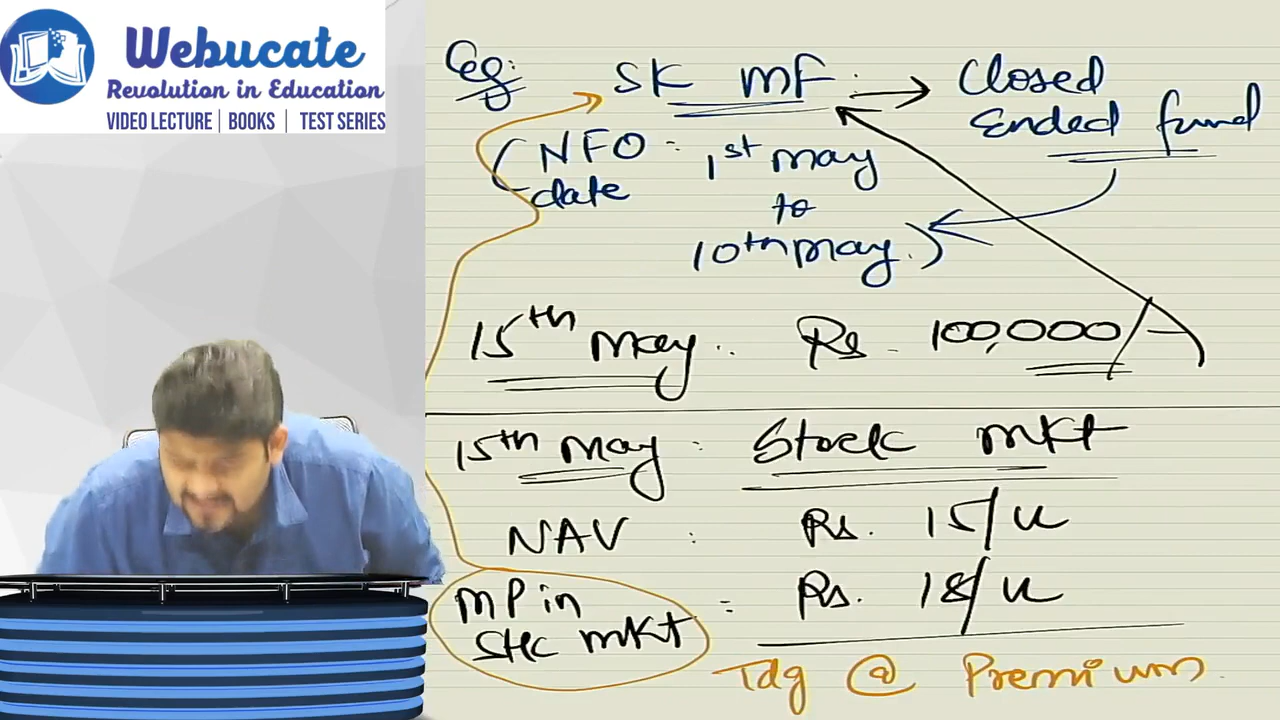 Webucate
Revolution in Education
VIDEO LECTURE | BOOKS | TEST SERIES
Eg: SK MF. → Closed
Ended fund
(NFO : 1st may
date to
10th may.)
15th may.. Rs. 100,000/-
15th may : Stock mkt
NAV : Rs. 15/u
MP in = Rs. 18/u
Stk mkt
Tdg @ Premium.